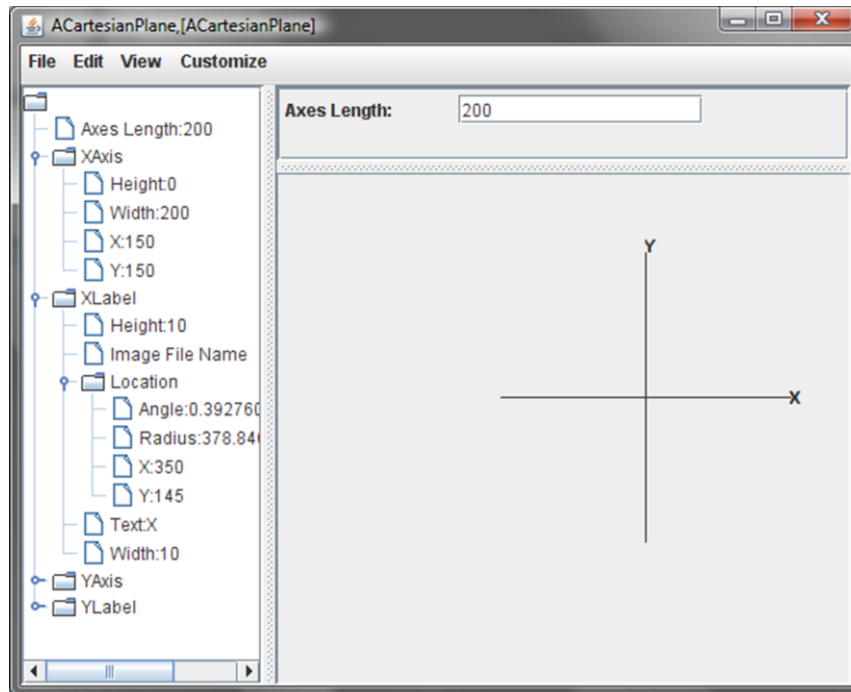 ACartesianPlane,[ACartesianPlane]
File Edit View Customize
Axes Length:200
XAxis
Height:0
Width:200
X:150
Y:150
XLabel
Height:10
Image File Name
Location
Angle:0.392760
Radius:378.846
X:350
Y:145
Text:X
Width:10
YAxis
YLabel
Axes Length: 200
Y
X